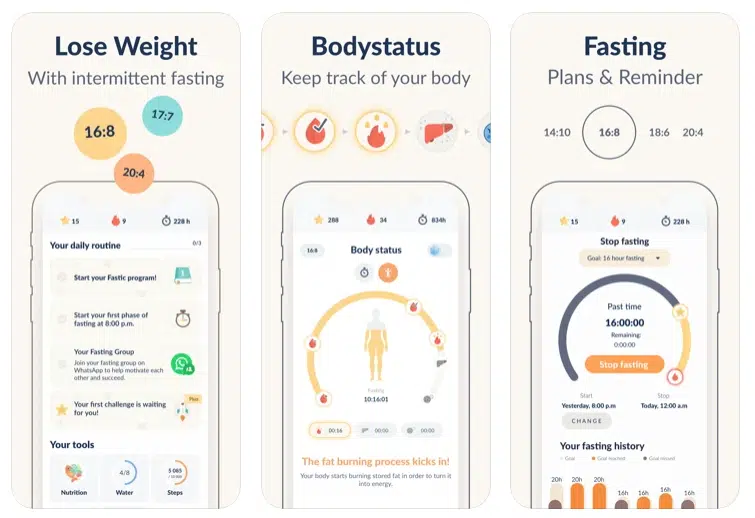 Lose Weight
With intermittent fasting
16:8
17:7
20:4
15
9
228 h
Your daily routine
0/3
Start your Fastic program!
Start your first phase of
fasting at 8:00 p.m.
Your Fasting Group
Join your fasting group on
WhatsApp to help motivate each
other and succeed.
Plus
Your first challenge is waiting
for you!
Your tools
4/8
5 065
Nutrition
Water
Steps
Bodystatus
Keep track of your body
288
34
834h
16:8
Body status
Fasting
10:16:01
00:16
00:00
00:00
The fat burning process kicks in!
Your body starts burning stored fat in order to turn it
into energy.
Fasting
Plans & Reminder
14:10
16:8
18:6
20:4
15
9
228 h
Stop fasting
Goal: 16 hour fasting
Past time
16:00:00
Remaining:
0:00:00
Stop fasting
Start
Stop
Yesterday, 8:00 p.m
Today, 12:00 a.m
CHANGE
Your fasting history
Goal
Goal reached
Goal missed
20h
20h
20h
16h
16h
16h
16h